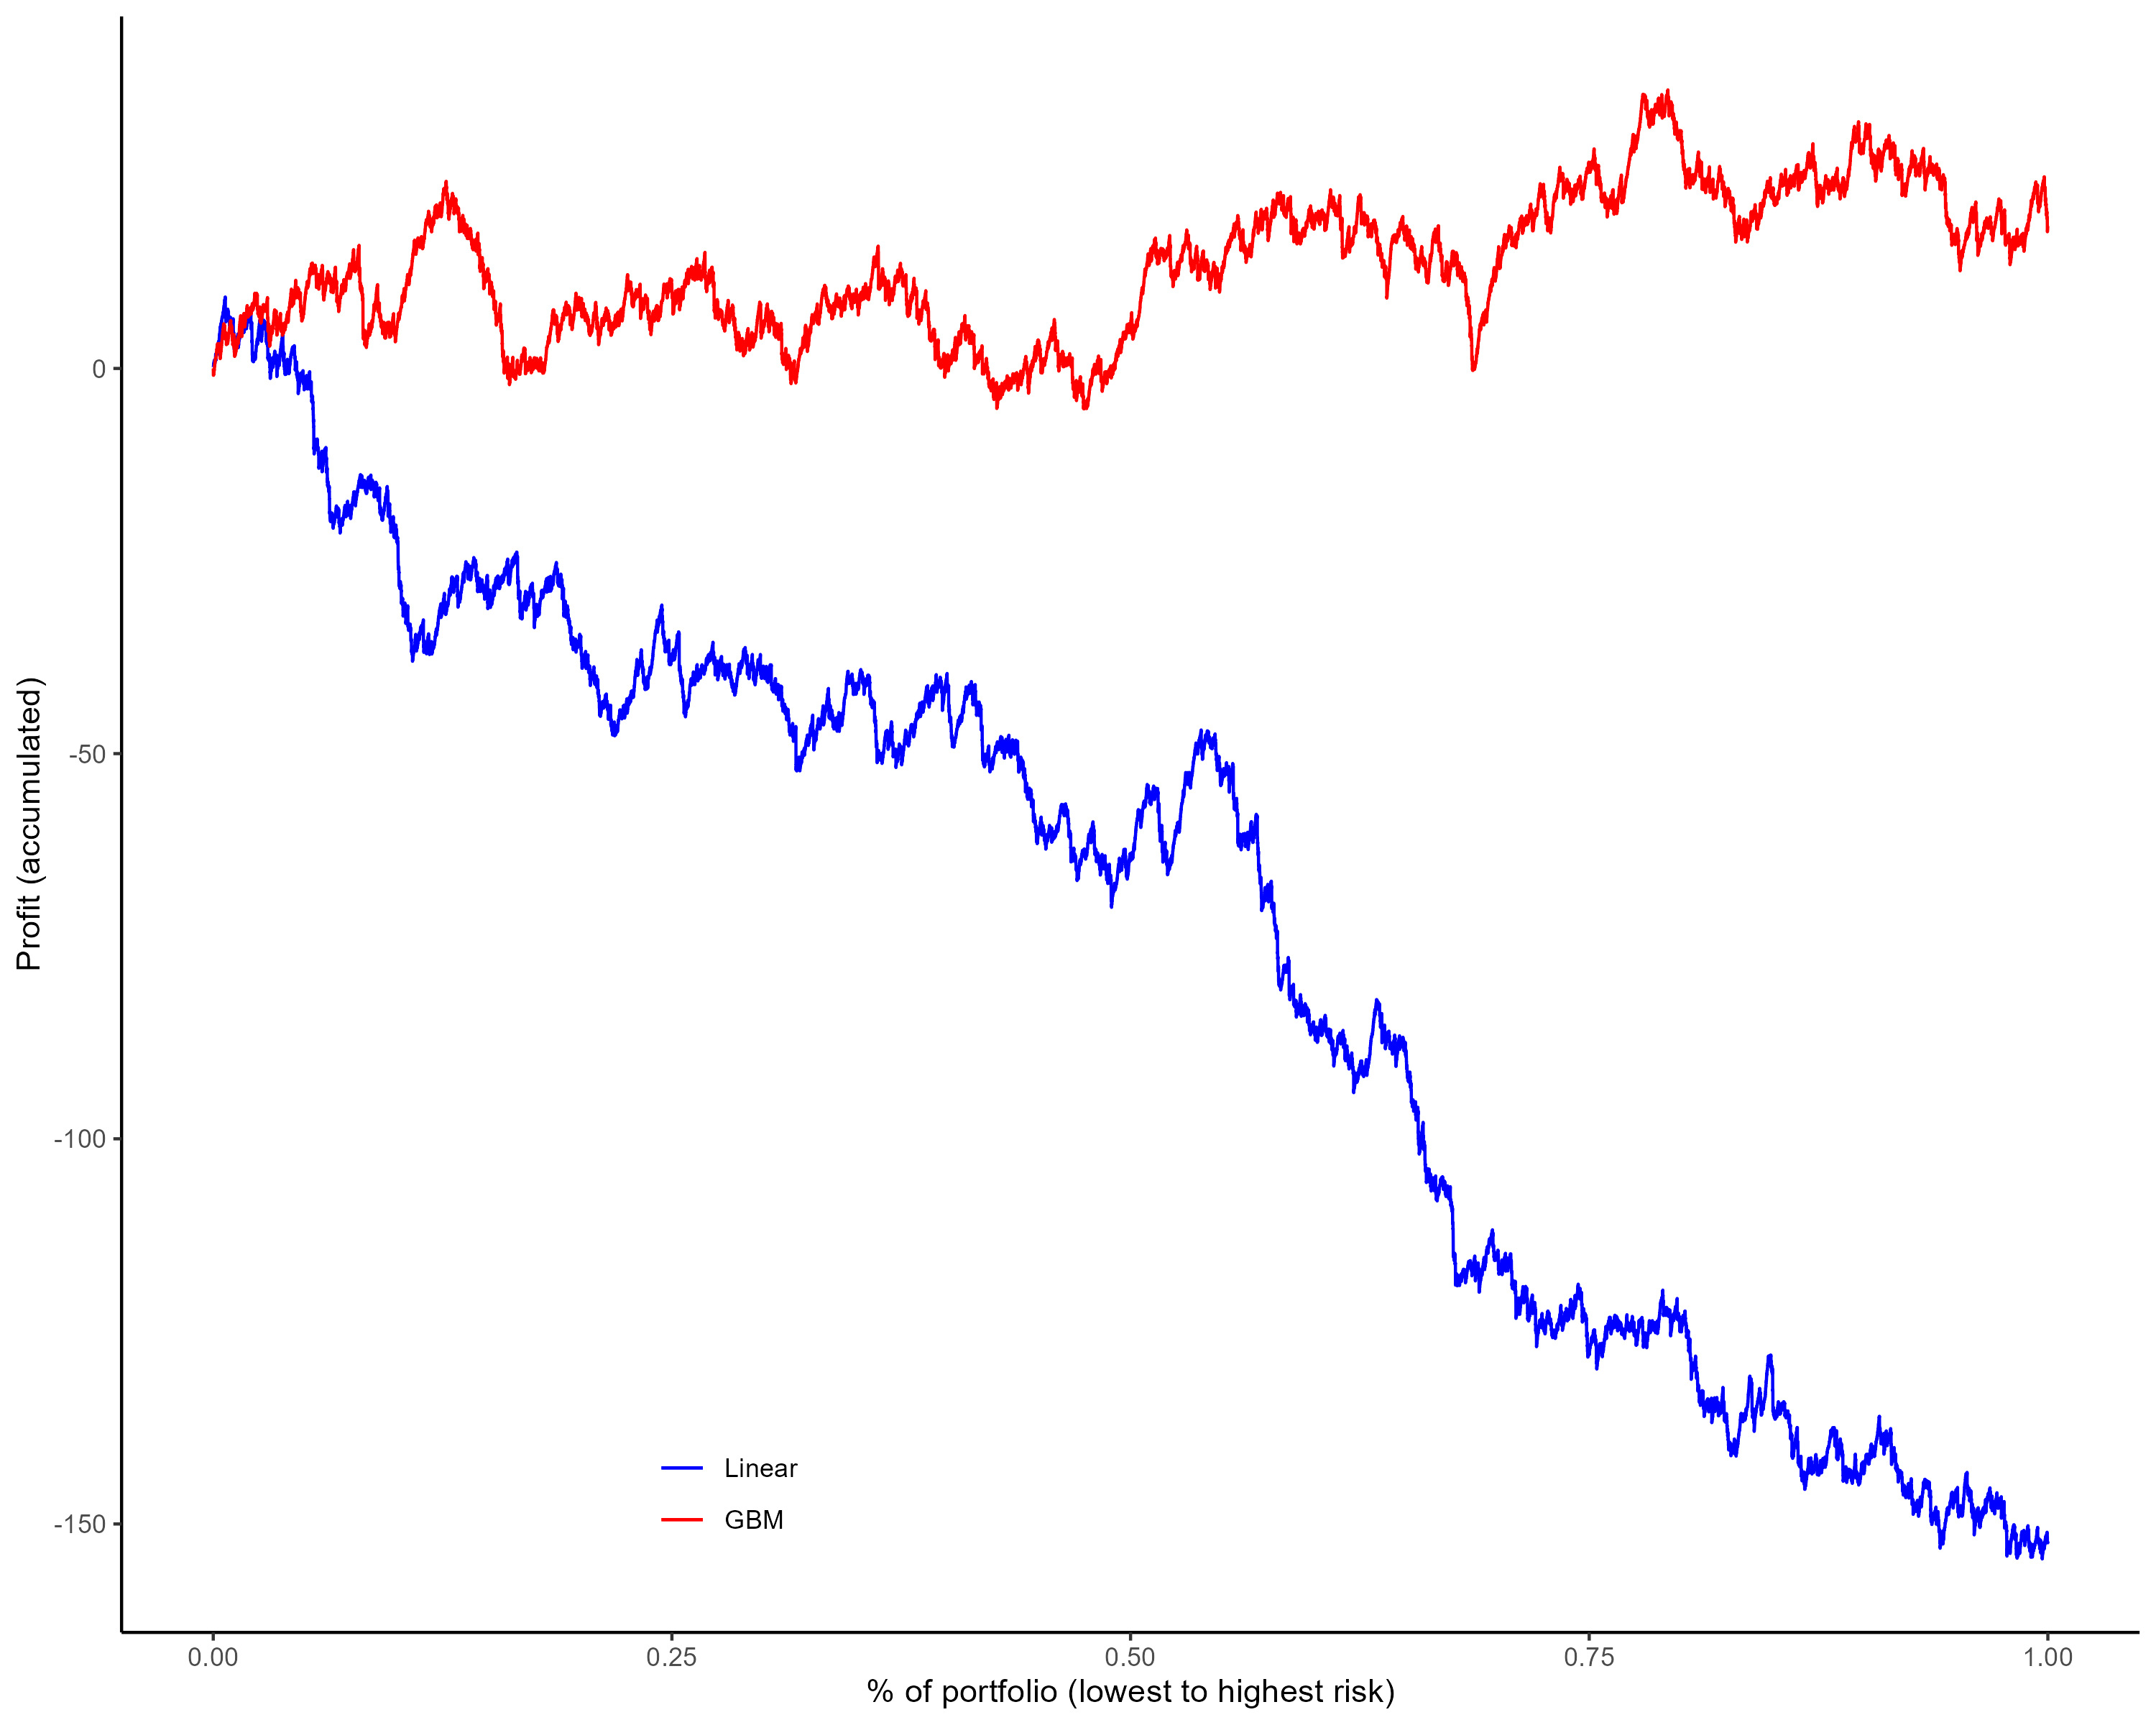 0
-50
-100
-150
Profit (accumulated)
Linear
GBM
0.00 0.25 0.50 0.75 1.00
% of portfolio (lowest to highest risk)